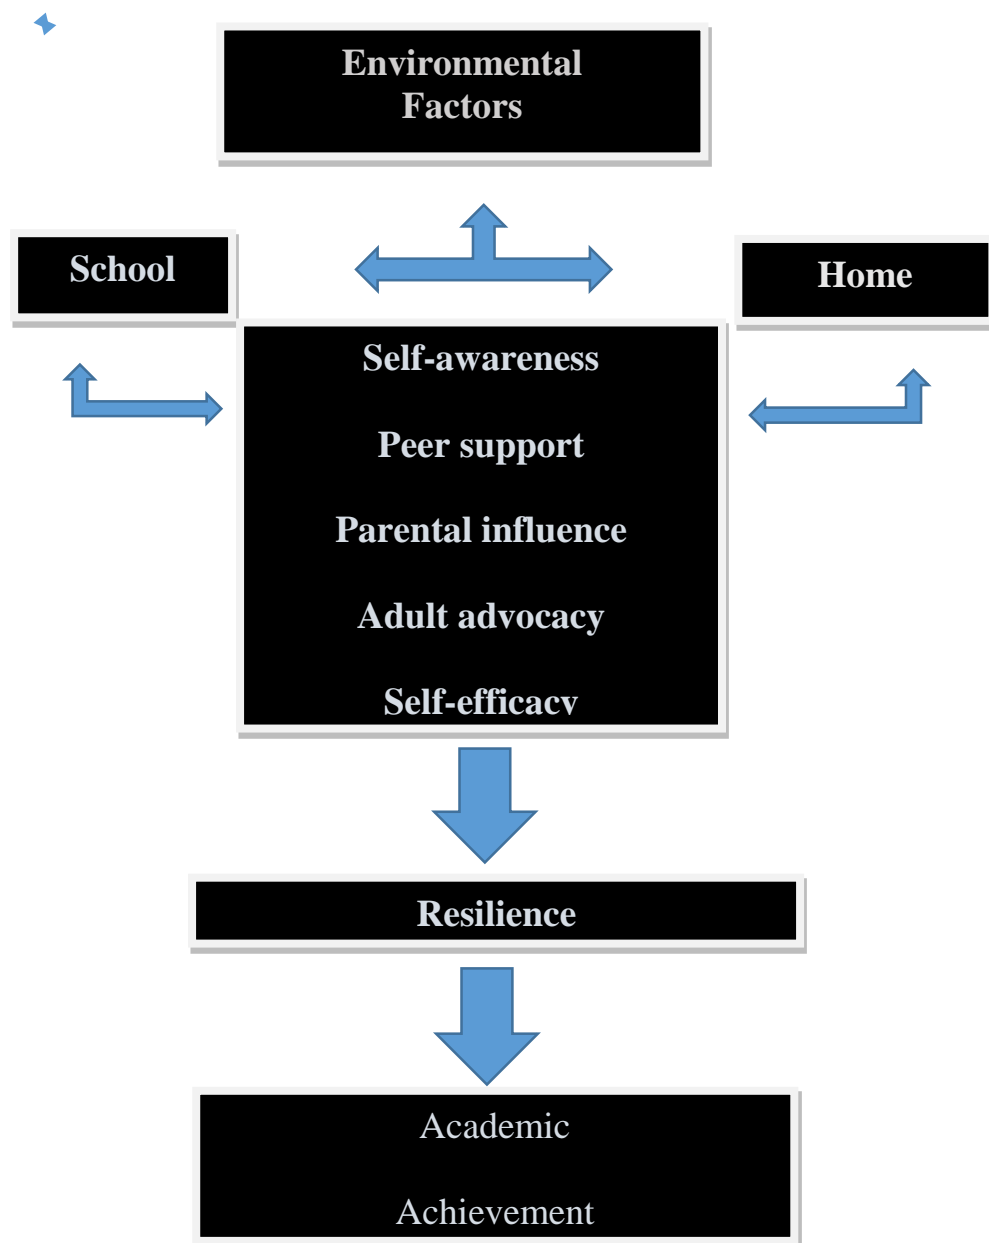 Environmental
Factors
School
Home
Self-awareness
Peer support
Parental influence
Adult advocacy
Self-efficacy
Resilience
Academic
Achievement